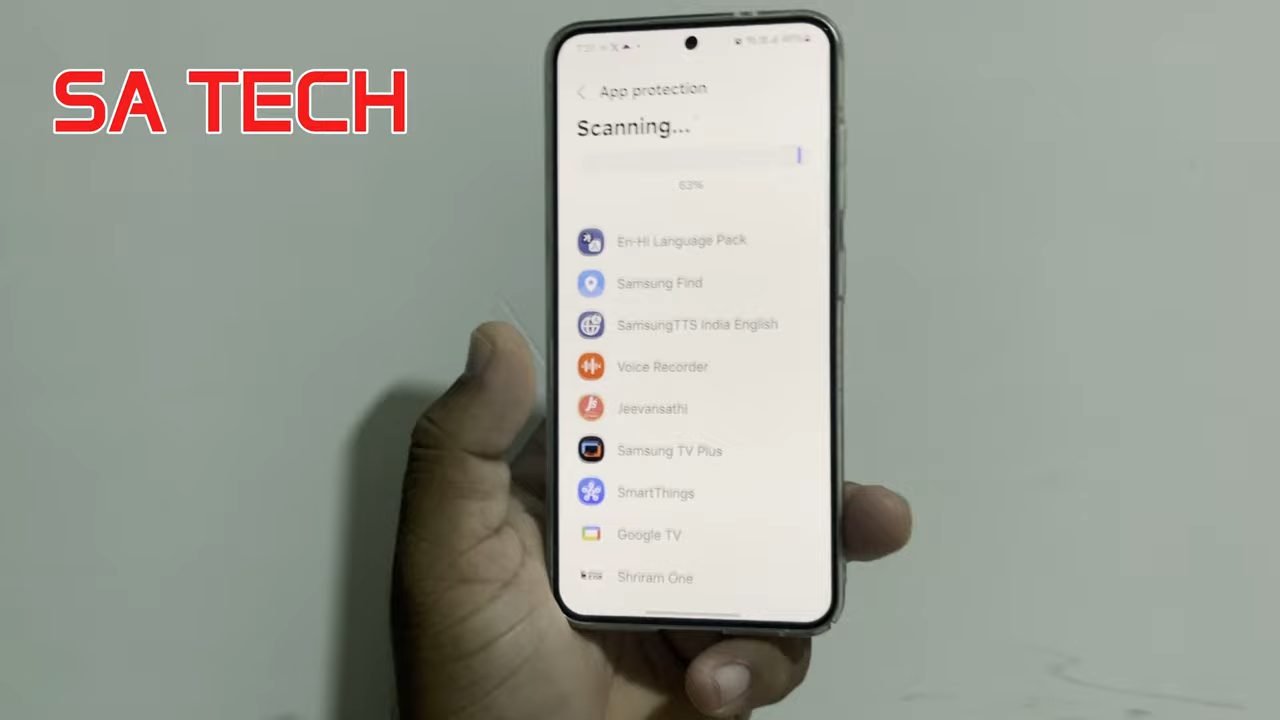 SA TECH
App protection
Scanning...
63%
En-Hi Language Pack
Samsung Find
SamsungTTS India English
Voice Recorder
Jeevansathi
Samsung TV Plus
SmartThings
Google TV
Shriram One